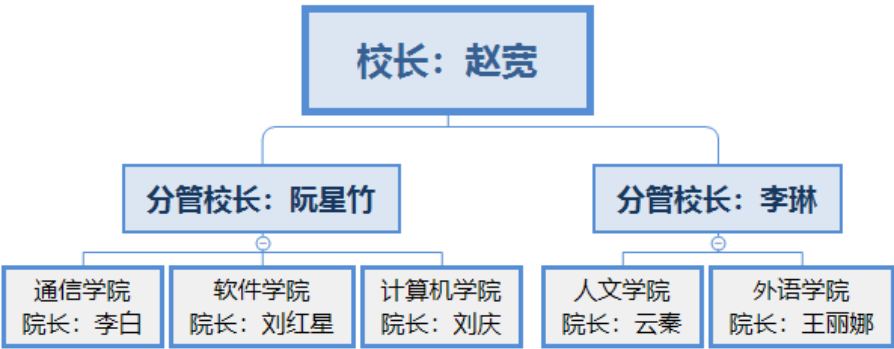 校长：赵宽
分管校长：阮星竹
分管校长：李琳
通信学院
院长：李白
软件学院
院长：刘红星
计算机学院
院长：刘庆
人文学院
院长：云秦
外语学院
院长：王丽娜